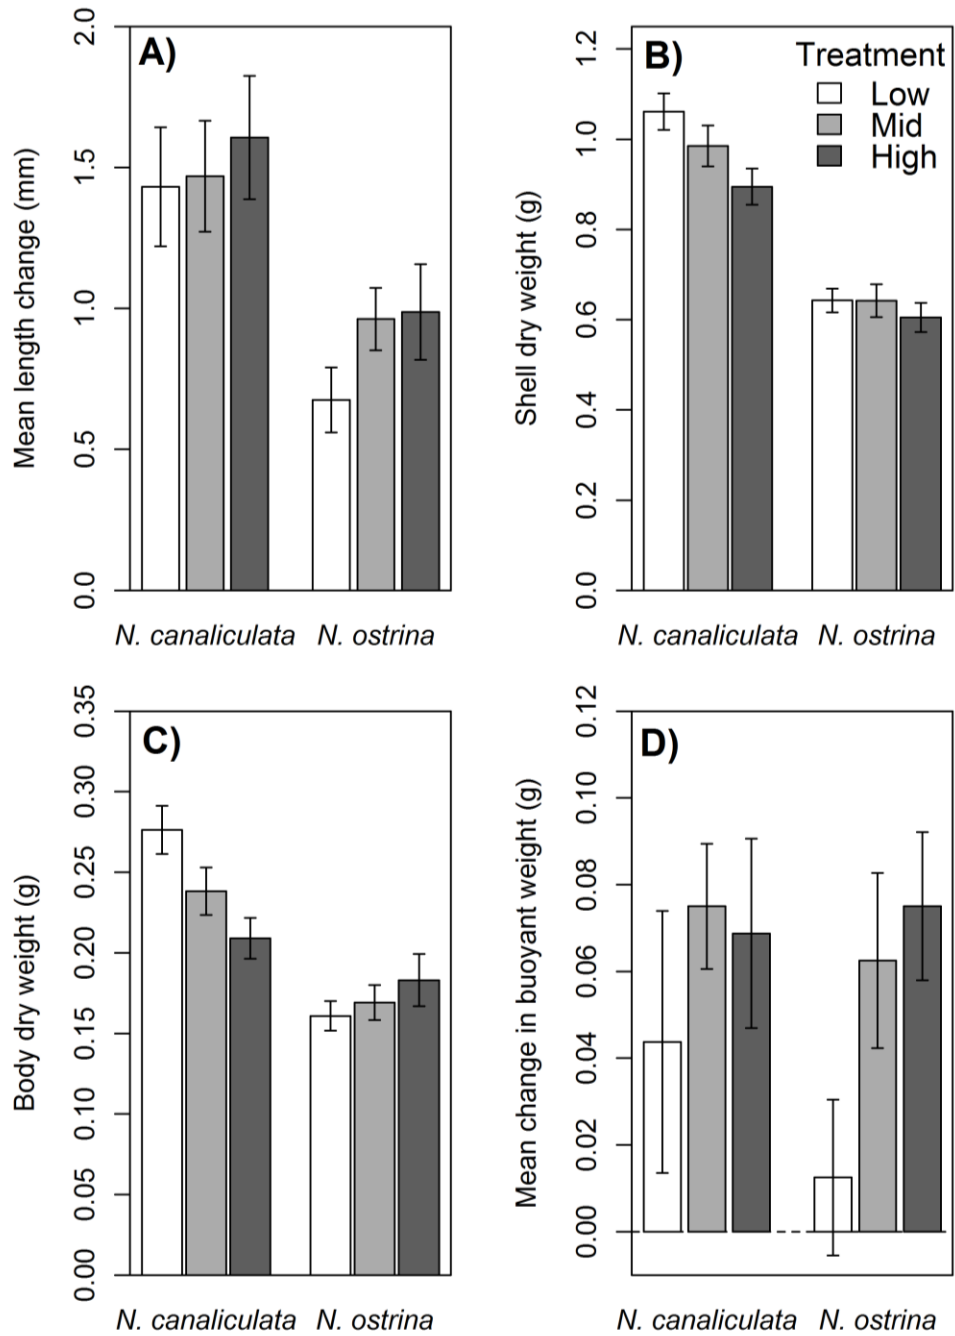 A)
Mean length change (mm)
2.0
1.5
1.0
0.5
0.0
N. canaliculata N. ostrina
B)
Treatment
Low
Mid
High
Shell dry weight (g)
1.2
1.0
0.8
0.6
0.4
0.2
0.0
N. canaliculata N. ostrina
C)
Body dry weight (g)
0.35
0.30
0.25
0.20
0.15
0.10
0.05
0.00
N. canaliculata N. ostrina
D)
Mean change in buoyant weight (g)
0.12
0.10
0.08
0.06
0.04
0.02
0.00
N. canaliculata N. ostrina